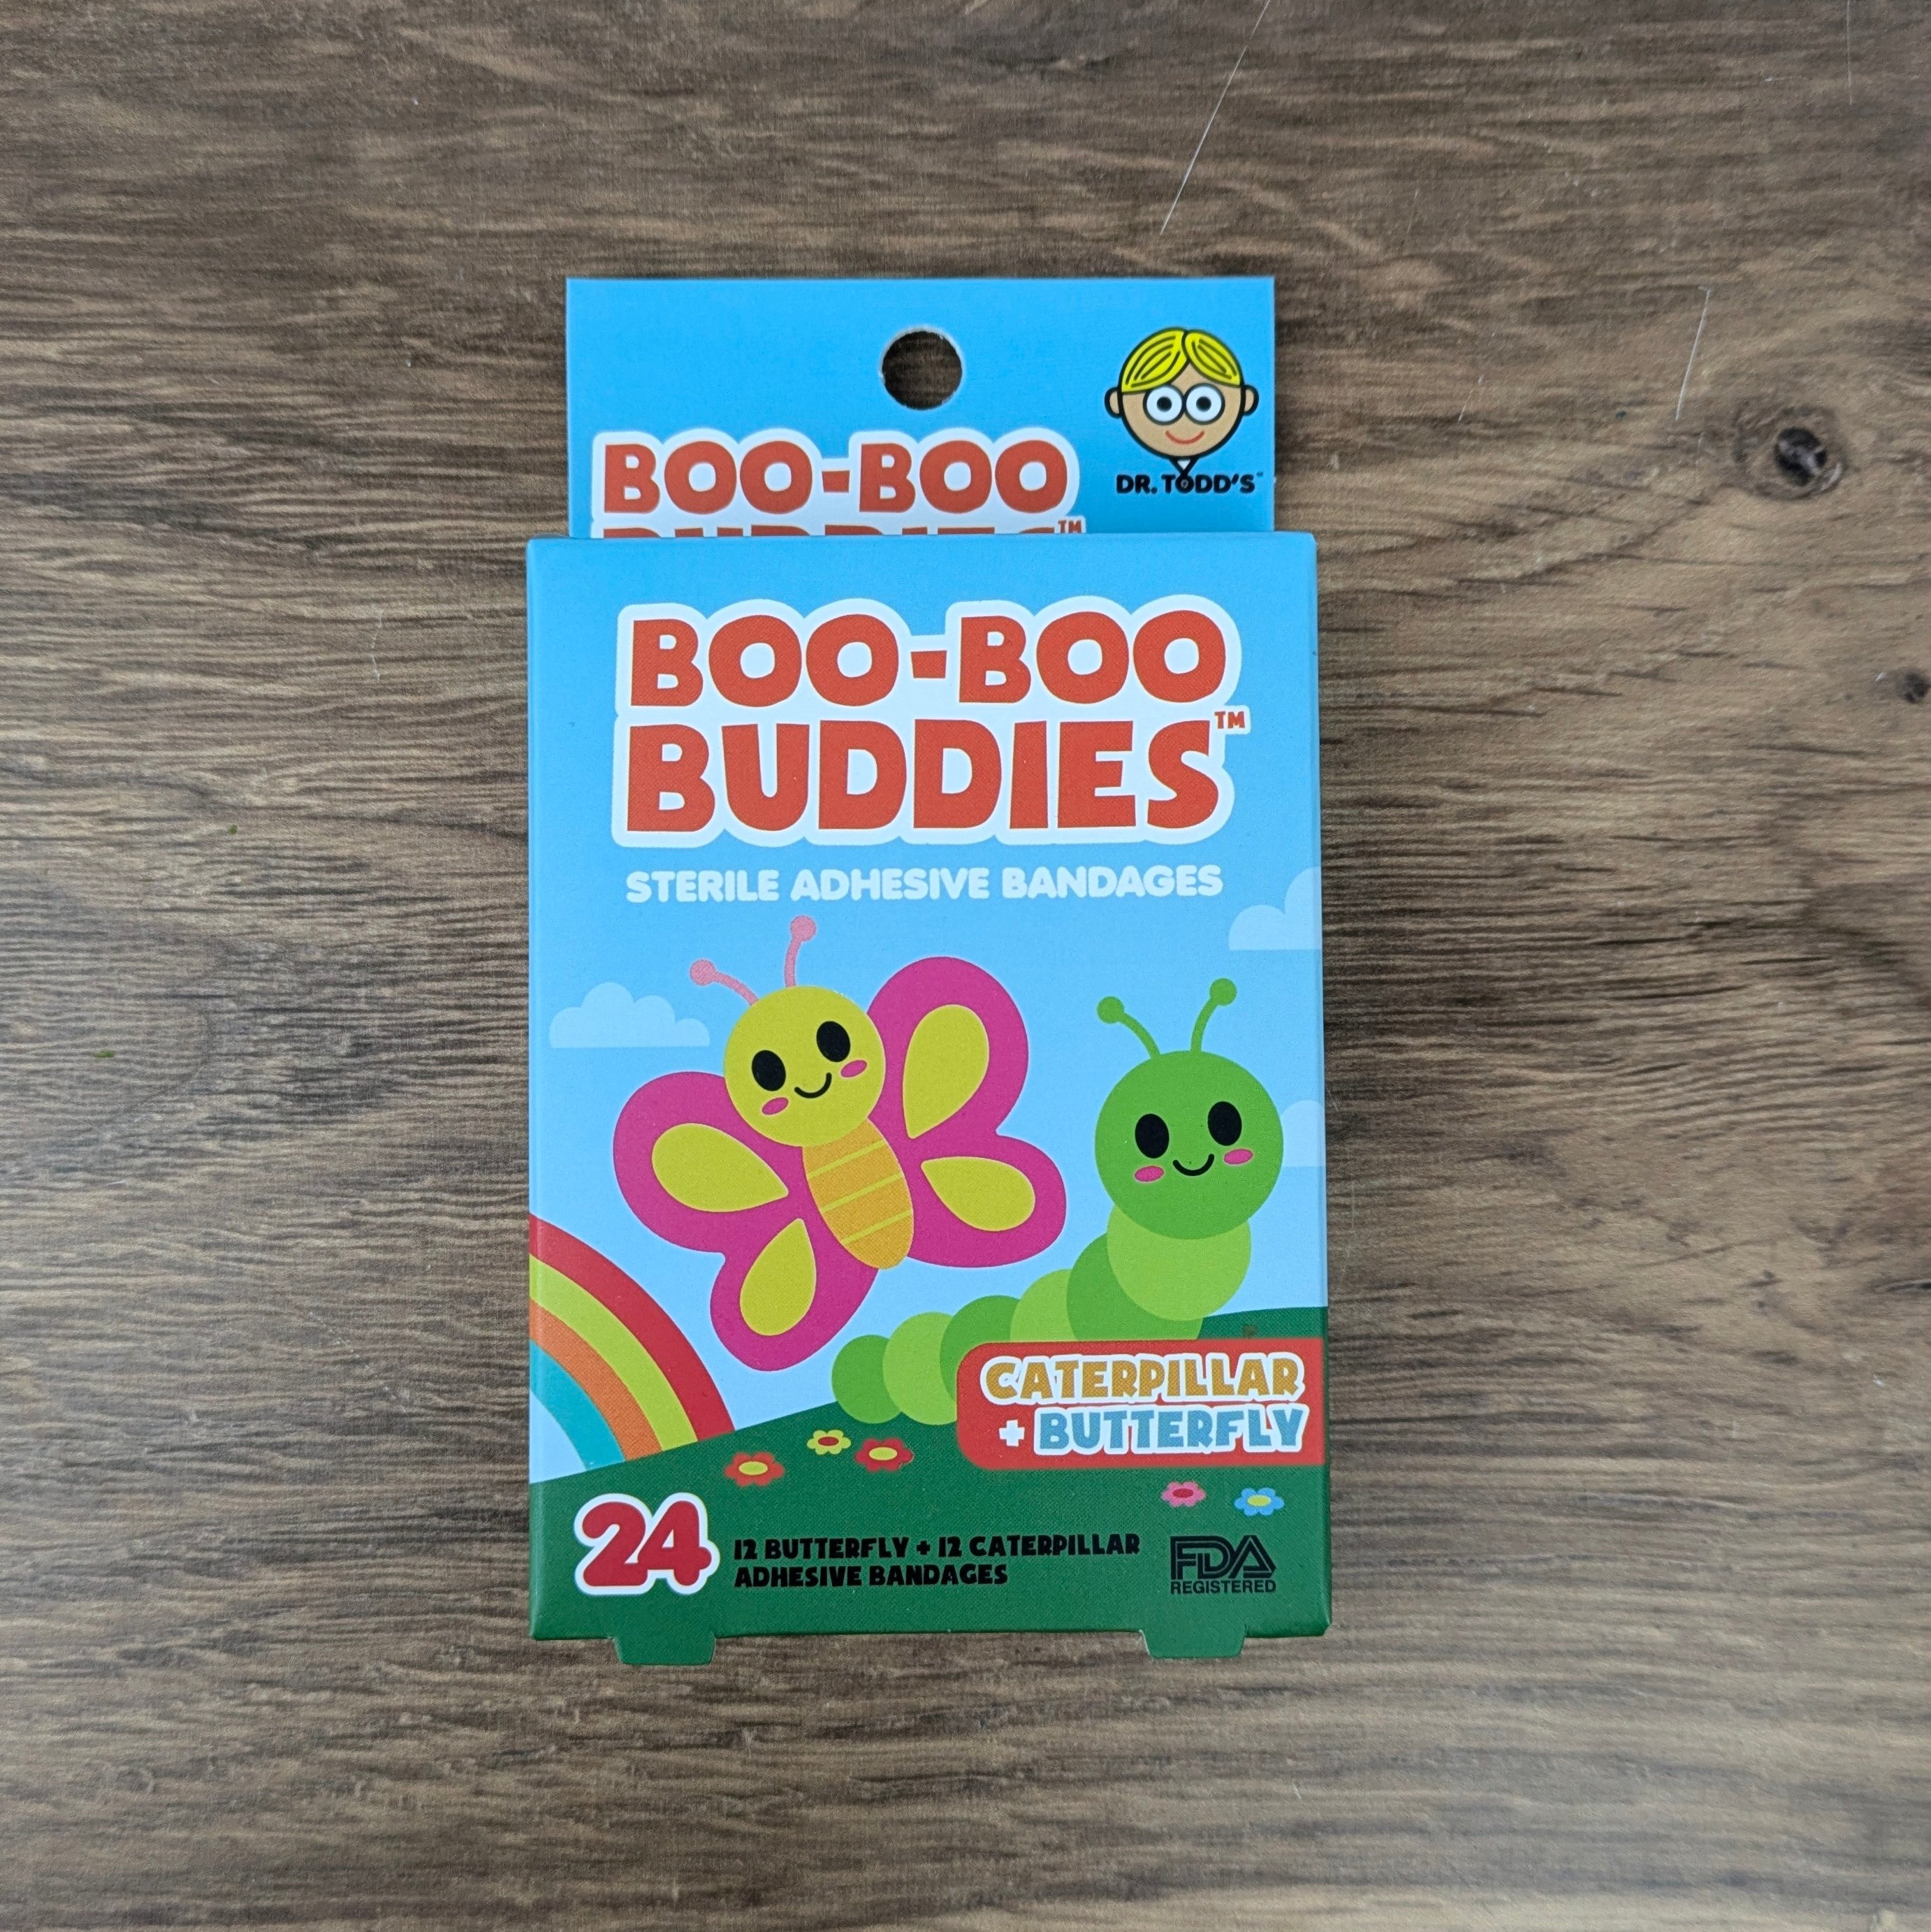 DR. TODD'S
BOO-BOO
BUDDIES™
BOO-BOO
BUDDIES™
STERILE ADHESIVE BANDAGES
CATERPILLAR
+ BUTTERFLY
24
12 BUTTERFLY + 12 CATERPILLAR
ADHESIVE BANDAGES
FDA
REGISTERED